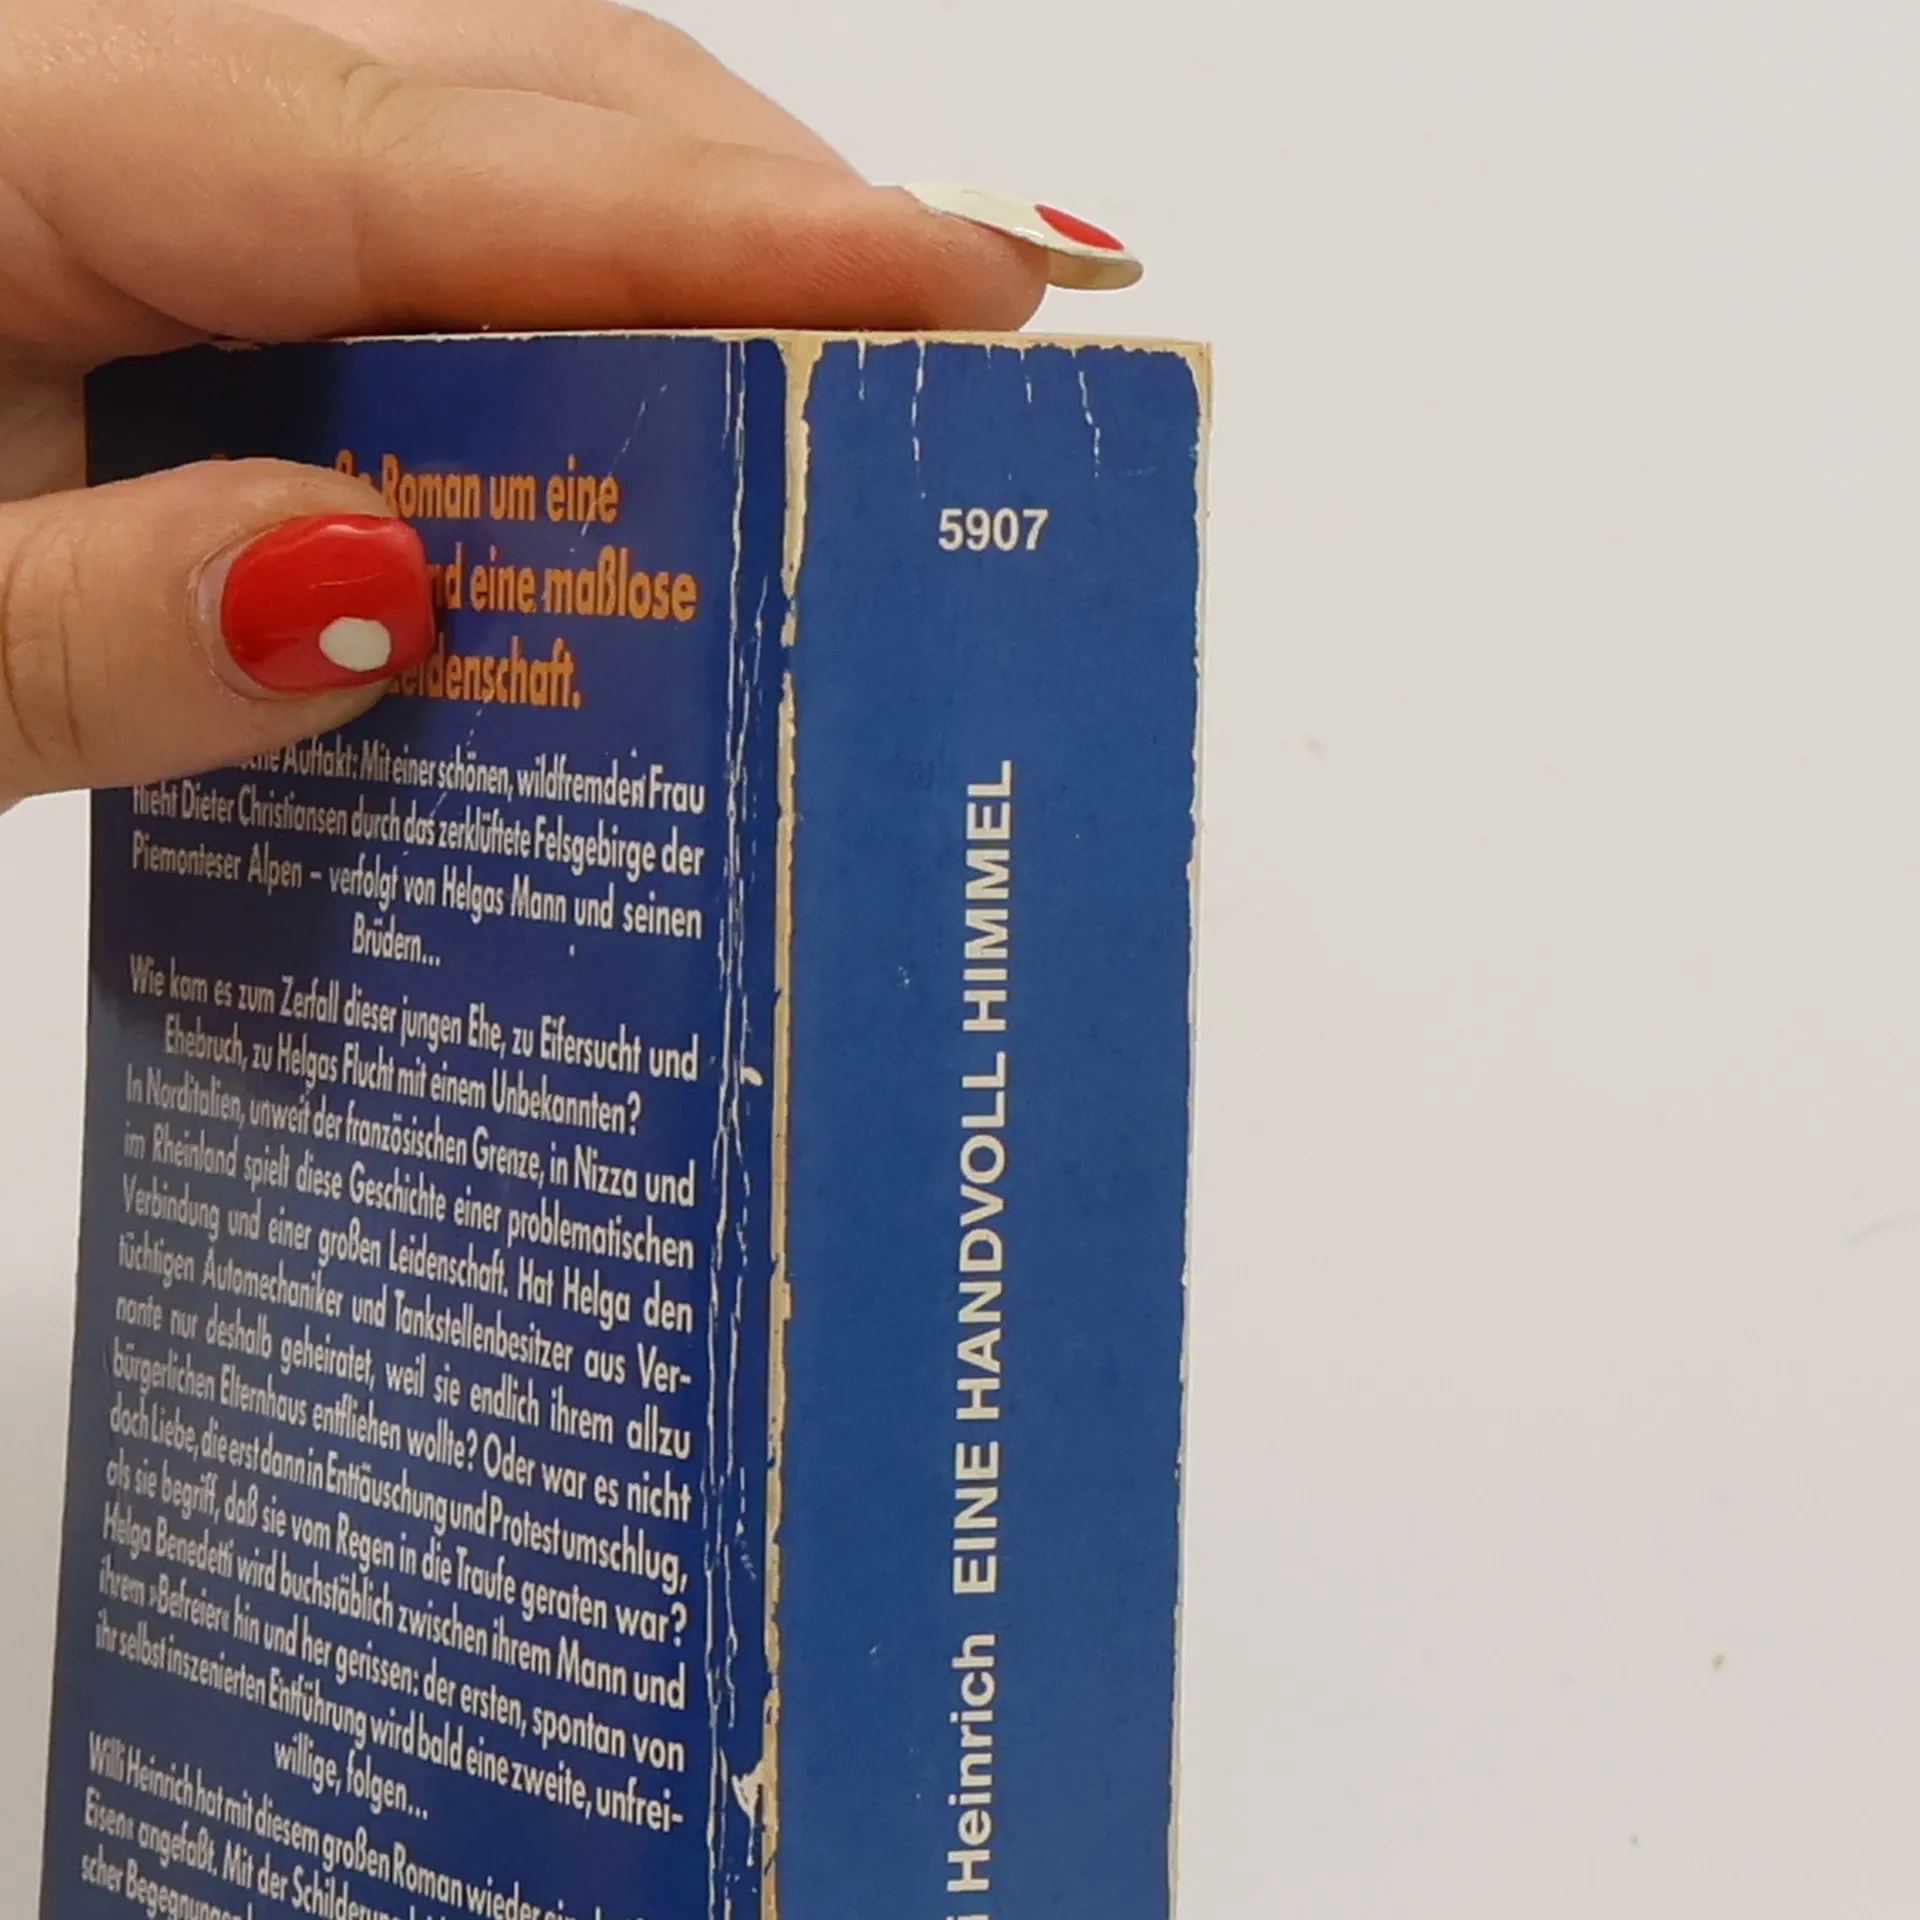 Roman um eine
eine maßlose
Auftakt: Mit einer schönen, wildfremden Frau
flieht Dieter Christiansen durch das zerklüftete Felsgebirge der
Piemonteser Alpen – verfolgt von Helgas Mann und seinen
Brüdern...
Wie kam es zum Zerfall dieser jungen Ehe, zu Eifersucht und
Ehebruch, zu Helgas Flucht mit einem Unbekannten?
In Norditalien, unweit der französischen Grenze, in Nizza und
im Rheinland spielt diese Geschichte einer problematischen
Verbindung und einer großen Leidenschaft. Hat Helga den
tüchtigen Automechaniker und Tankstellenbesitzer aus Ver-
nante nur deshalb geheiratet, weil sie endlich ihrem allzu
bürgerlichen Elternhaus entfliehen wollte? Oder war es nicht
doch Liebe, die erst dann in Enttäuschung und Protest umschlug,
als sie begriff, daß sie vom Regen in die Traufe geraten war?
Helga Benedetti wird buchstäblich zwischen ihrem Mann und
ihrem »Befreier« hin und her gerissen: der ersten, spontan von
ihr selbst inszenierten Entführung wird bald eine zweite, unfrei-
willige, folgen...
Willi Heinrich hat mit diesem großen Roman wieder
Eisen« angefaßt. Mit der
scher Begegnungen
5907
Heinrich EINE HANDVOLL HIMMEL